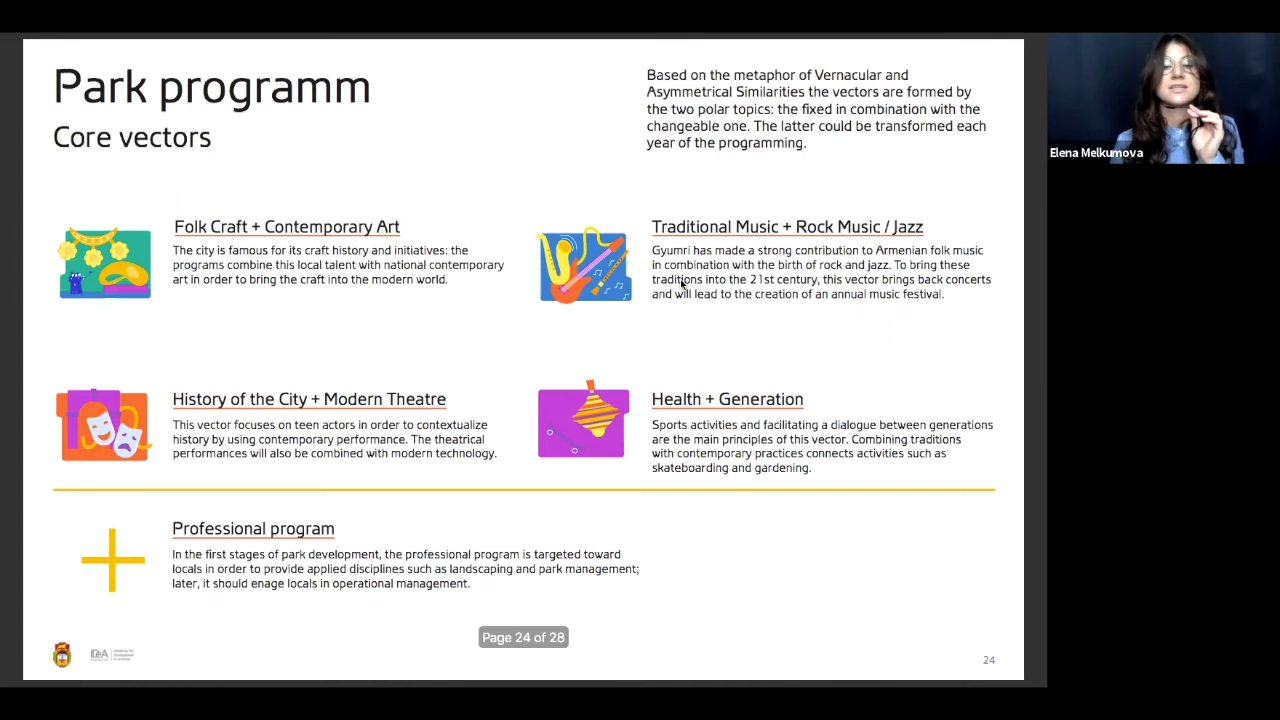 Park programm
Core vectors
Based on the metaphor of Vernacular and
Asymmetrical Similarities the vectors are formed by
the two polar topics: the fixed in combination with the
changeable one. The latter could be transformed each
year of the programming.
Elena Melkumova
Folk Craft + Contemporary Art
The city is famous for its craft history and initiatives: the
programs combine this local talent with national contemporary
art in order to bring the craft into the modern world.
Traditional Music + Rock Music / Jazz
Gyumri has made a strong contribution to Armenian folk music
in combination with the birth of rock and jazz. To bring these
traditions into the 21st century, this vector brings back concerts
and will lead to the creation of an annual music festival.
History of the City + Modern Theatre
This vector focuses on teen actors in order to contextualize
history by using contemporary performance. The theatrical
performances will also be combined with modern technology.
Health + Generation
Sports activities and facilitating a dialogue between generations
are the main principles of this vector. Combining traditions
with contemporary practices connects activities such as
skateboarding and gardening.
Professional program
In the first stages of park development, the professional program is targeted toward
locals in order to provide applied disciplines such as landscaping and park management;
later, it should enage locals in operational management.
Page 24 of 28
IDeA
24